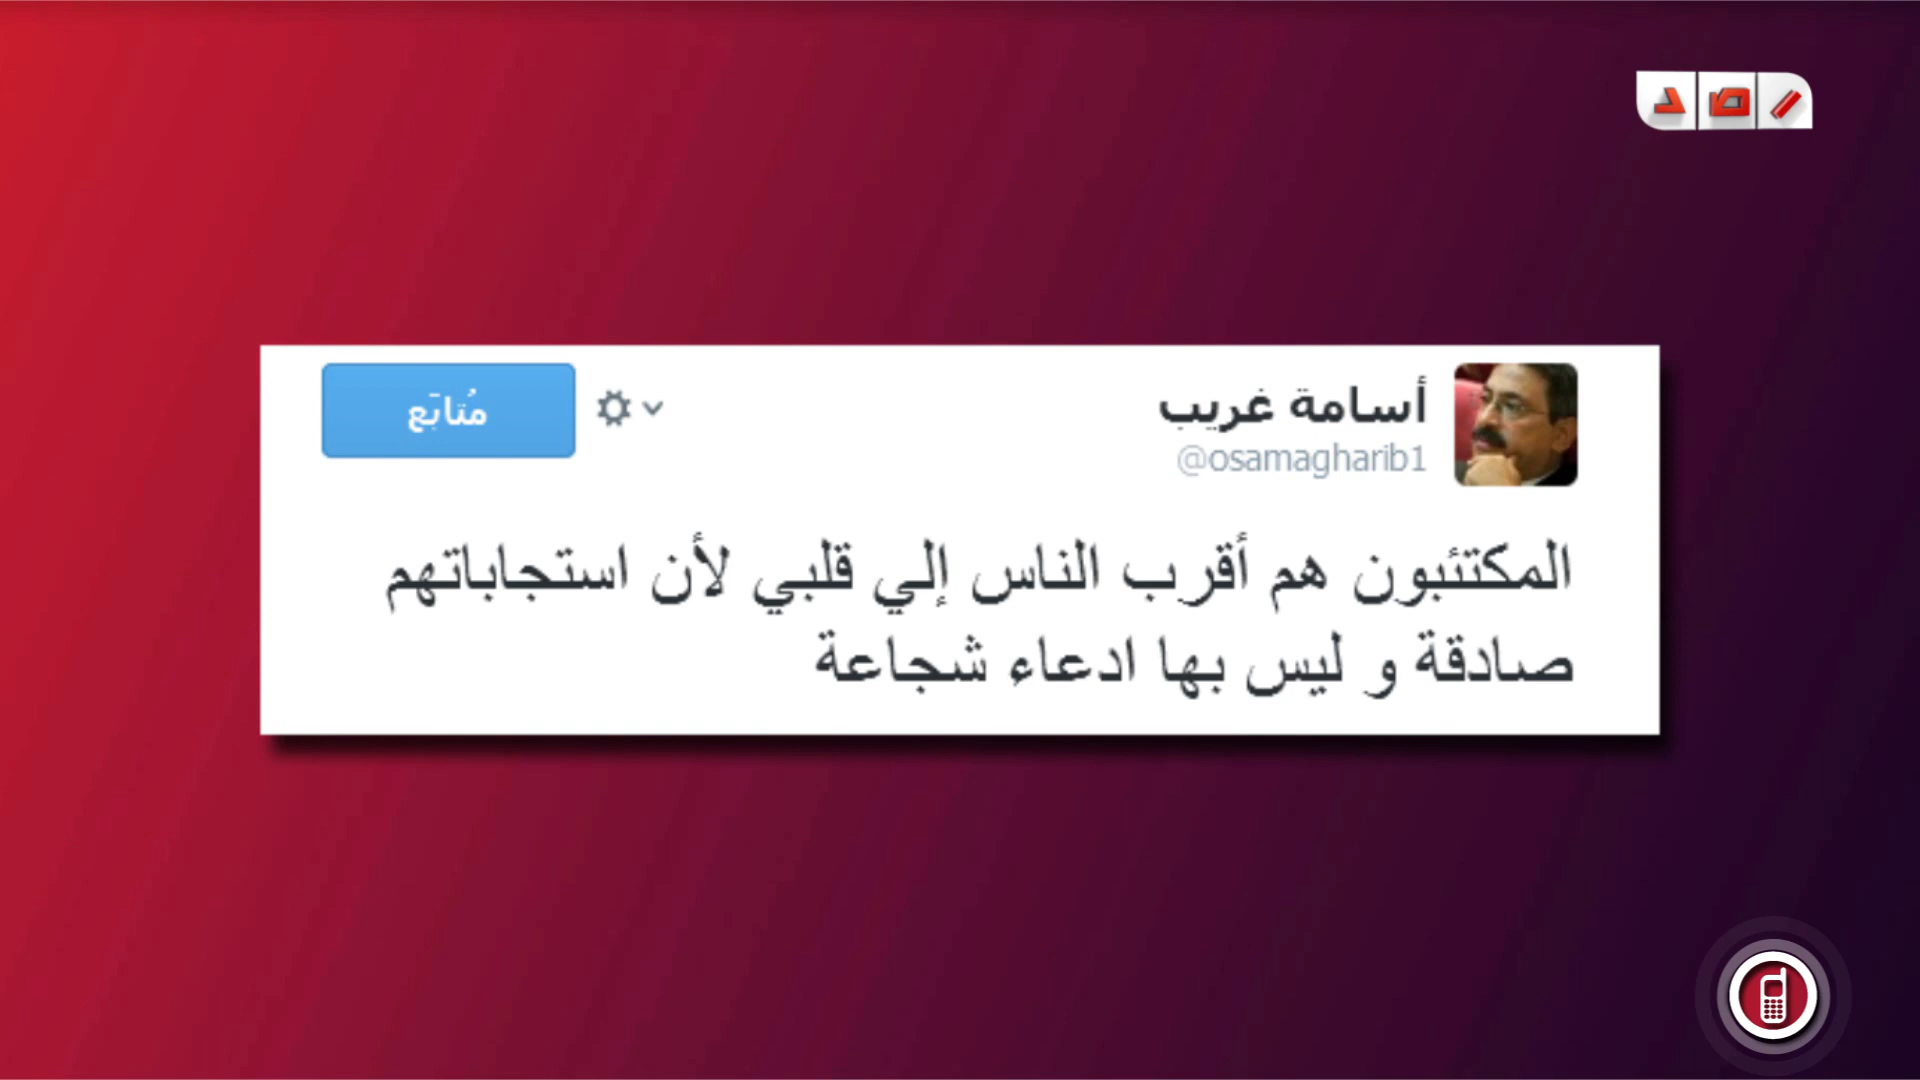 أسامة غريب
@osamagharib1
مُتابَع
المكتئبون هم أقرب الناس إلي قلبي لأن استجاباتهم
صادقة و ليس بها ادعاء شجاعة